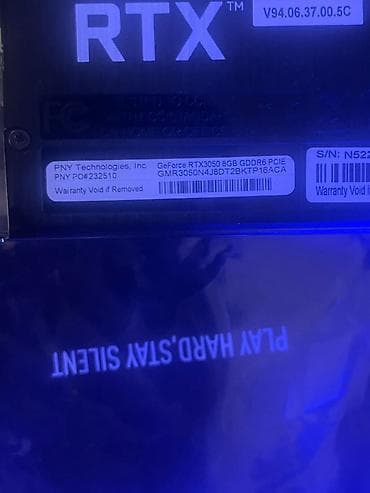 RTX™
V94.06.37.00.5C
PNY Technologies, Inc.
PNY PO#232510
Warranty Void if Removed
GeForce RTX3050 8GB GDDR6 PCIE
GMR3050N4J8DT2BKTP16ACA
S/N: N522
Warranty Void i
PLAY HARD,STAY SILENT